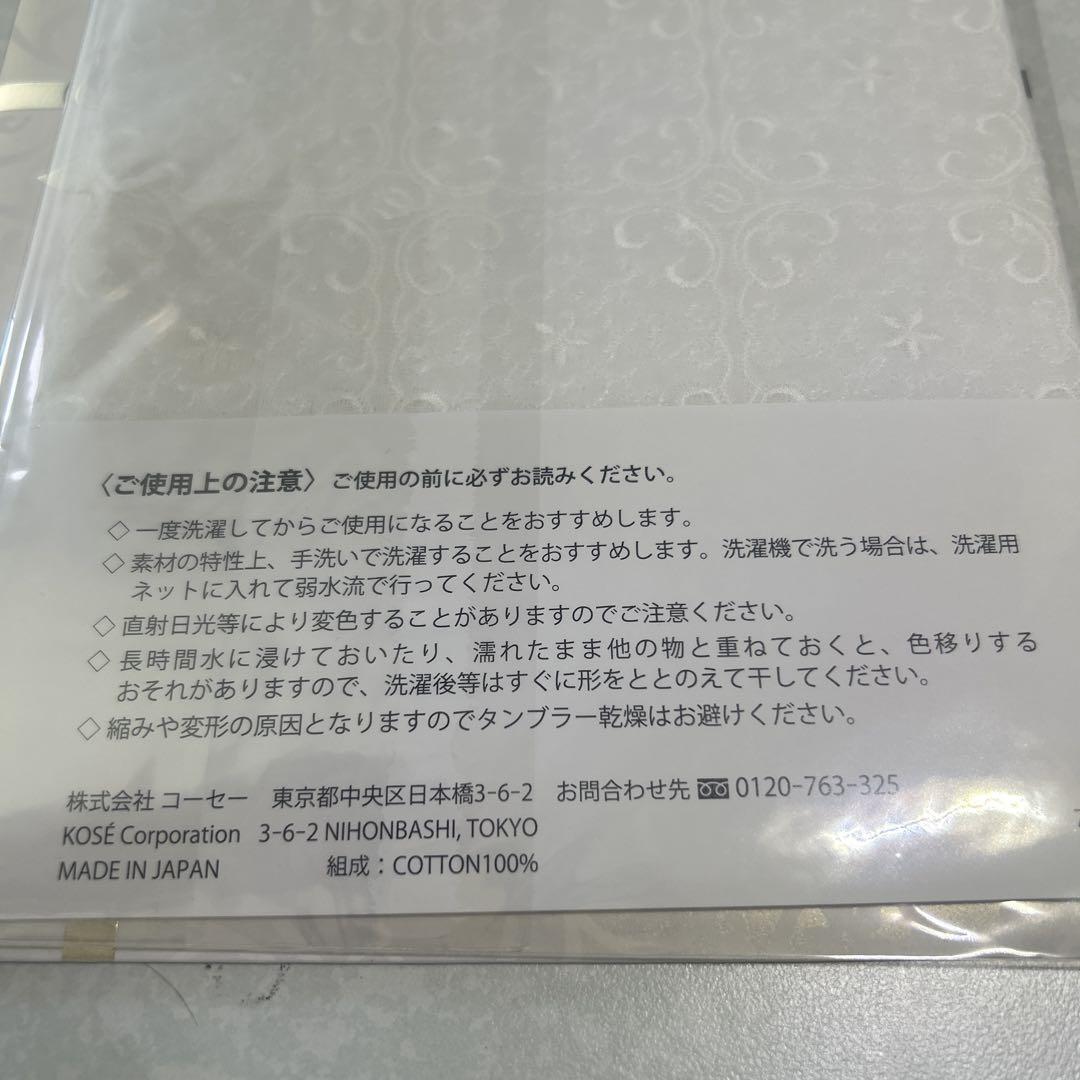 〈ご使用上の注意〉ご使用の前に必ずお読みください。
◇ 一度洗濯してからご使用になることをおすすめします。
◇ 素材の特性上、手洗いで洗濯することをおすすめします。洗濯機で洗う場合は、洗濯用
ネットに入れて弱水流で行ってください。
◇ 直射日光等により変色することがありますのでご注意ください。
◇ 長時間水に浸けておいたり、濡れたまま他の物と重ねておくと、色移りする
おそれがありますので、洗濯後等はすぐに形をととのえて干してください。
◇ 縮みや変形の原因となりますのでタンブラー乾燥はお避けください。
株式会社 コーセー 東京都中央区日本橋3-6-2 お問合わせ先 0120-763-325
KOSÉ Corporation 3-6-2 NIHONBASHI, TOKYO
MADE IN JAPAN 組成：COTTON100%